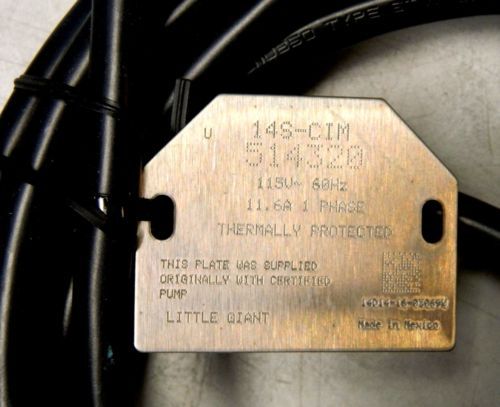 TYPE
U
14S-CIM
514320
115V~ 60Hz
11.6A 1 PHASE
THERMALLY PROTECTED
THIS PLATE WAS SUPPLIED
ORIGINALLY WITH CERTIFIED
PUMP
LITTLE GIANT
Made in Mexico